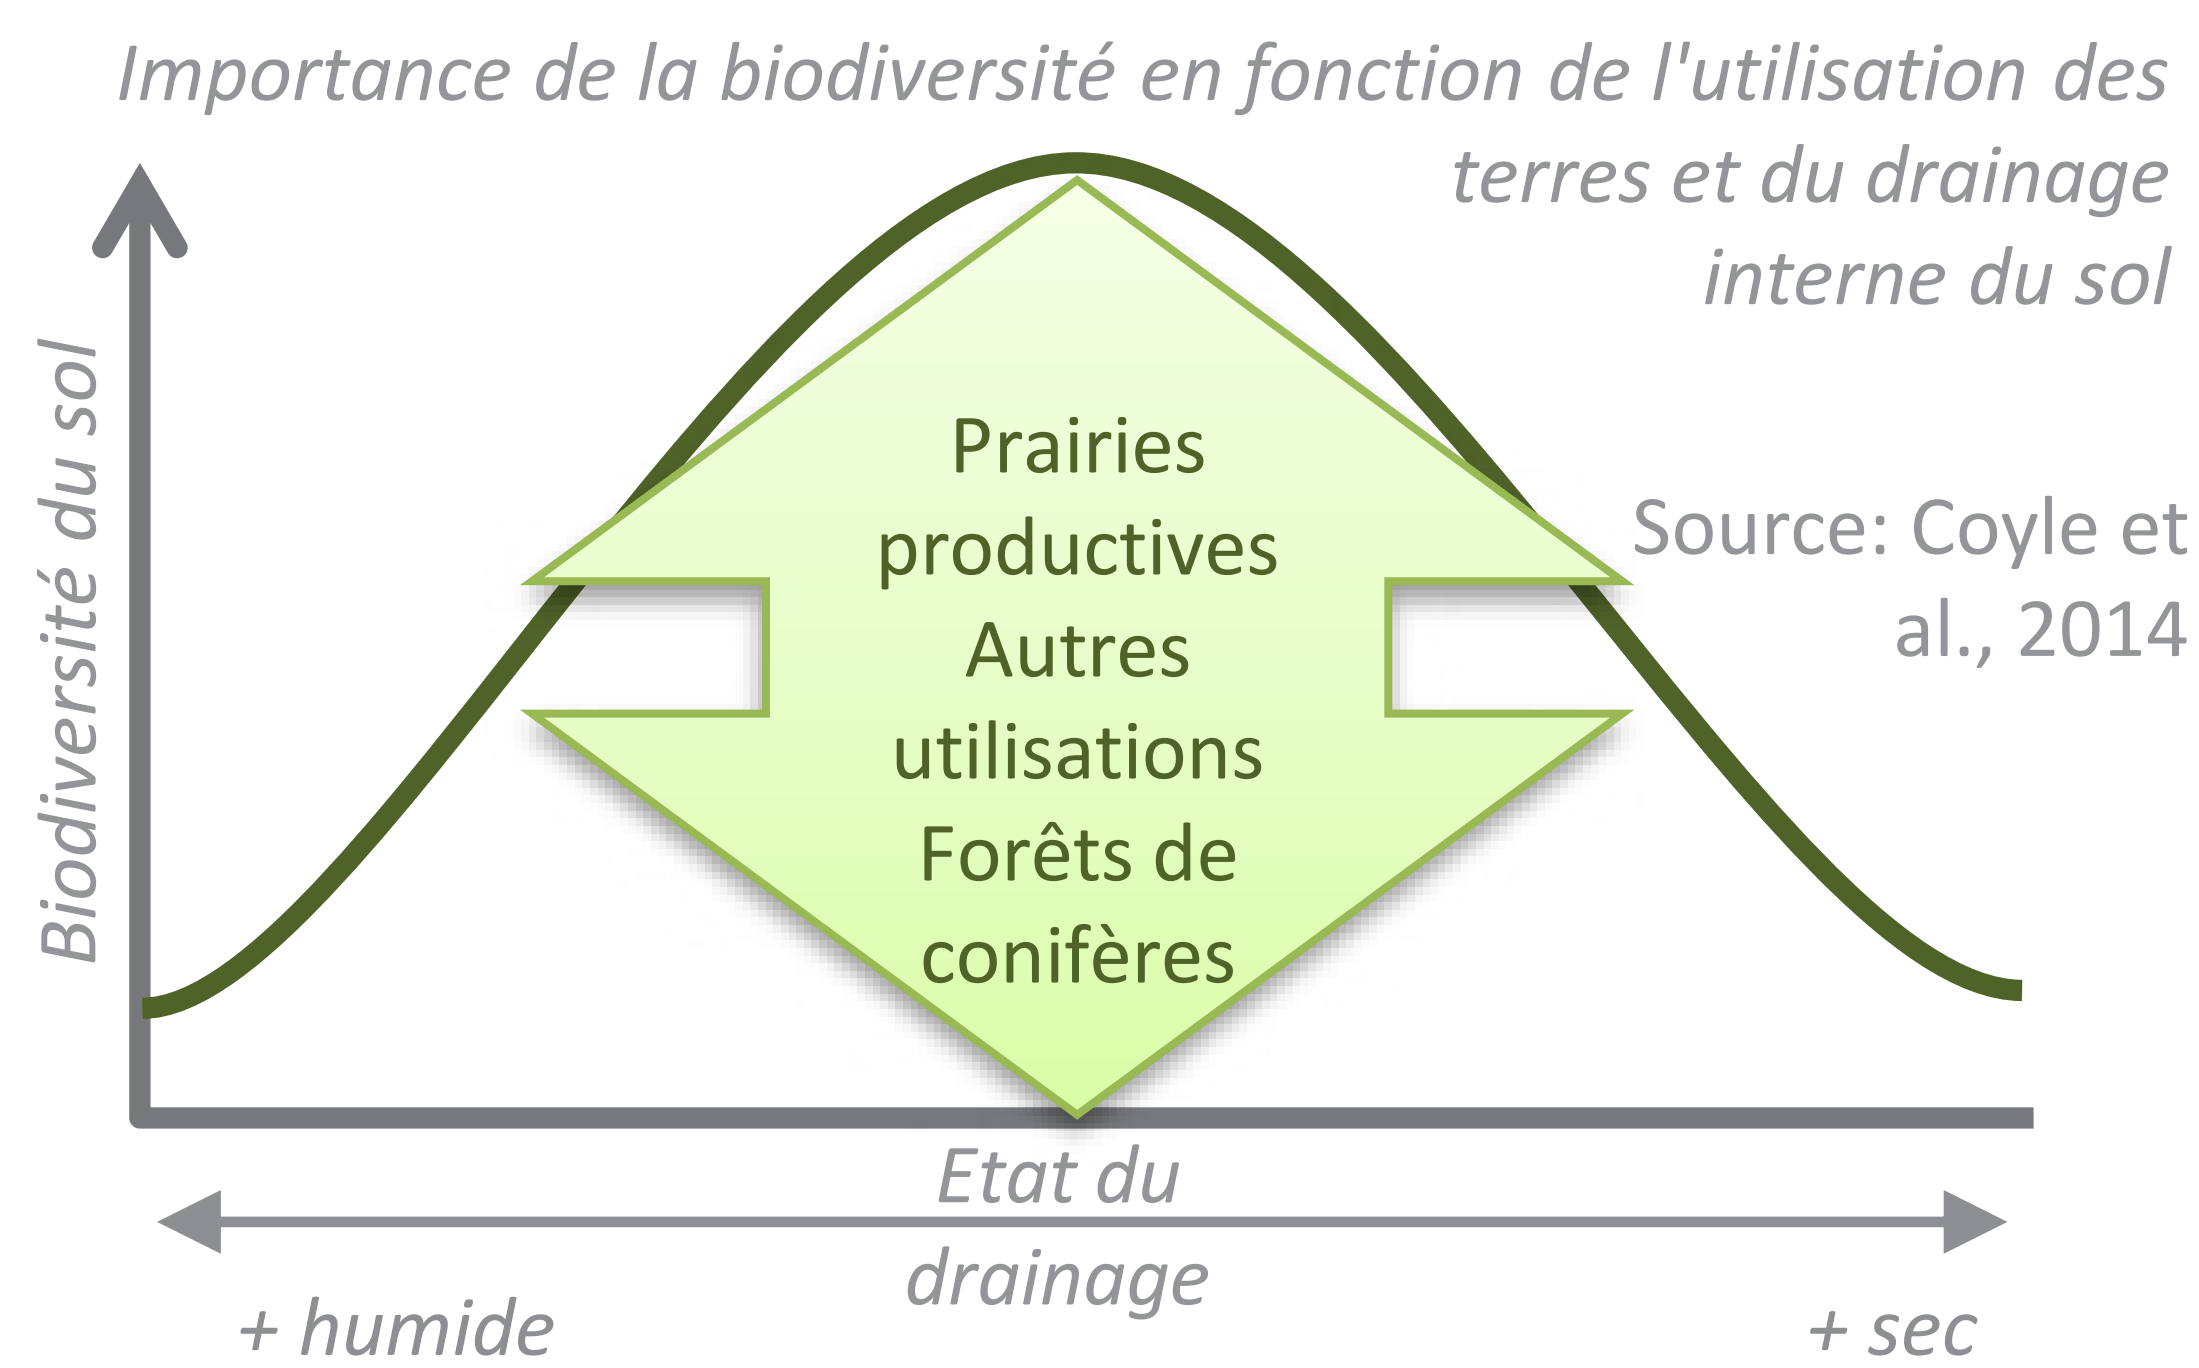 Importance de la biodiversité en fonction de l'utilisation des
terres et du drainage
interne du sol
Biodiversité du sol
Prairies
productives
Autres
utilisations
Forêts de
conifères
Source: Coyle et
al., 2014
Etat du
drainage
+ humide
+ sec